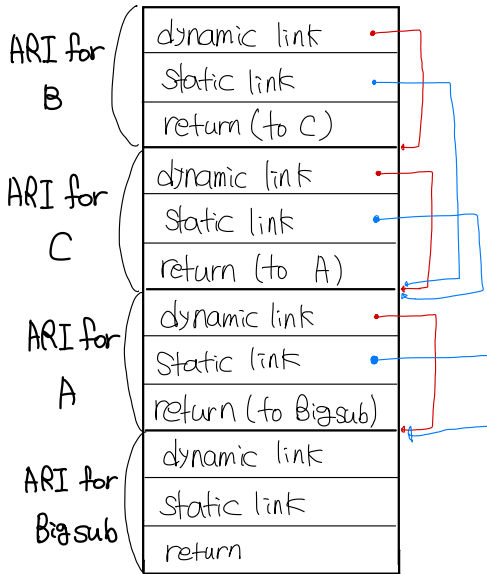 ARI for
B
dynamic link
static link
return (to C)
ARI for
C
dynamic link
static link
return (to A)
ARI for
A
dynamic link
static link
return (to Bigsub)
ARI for
Bigsub
dynamic link
static link
return